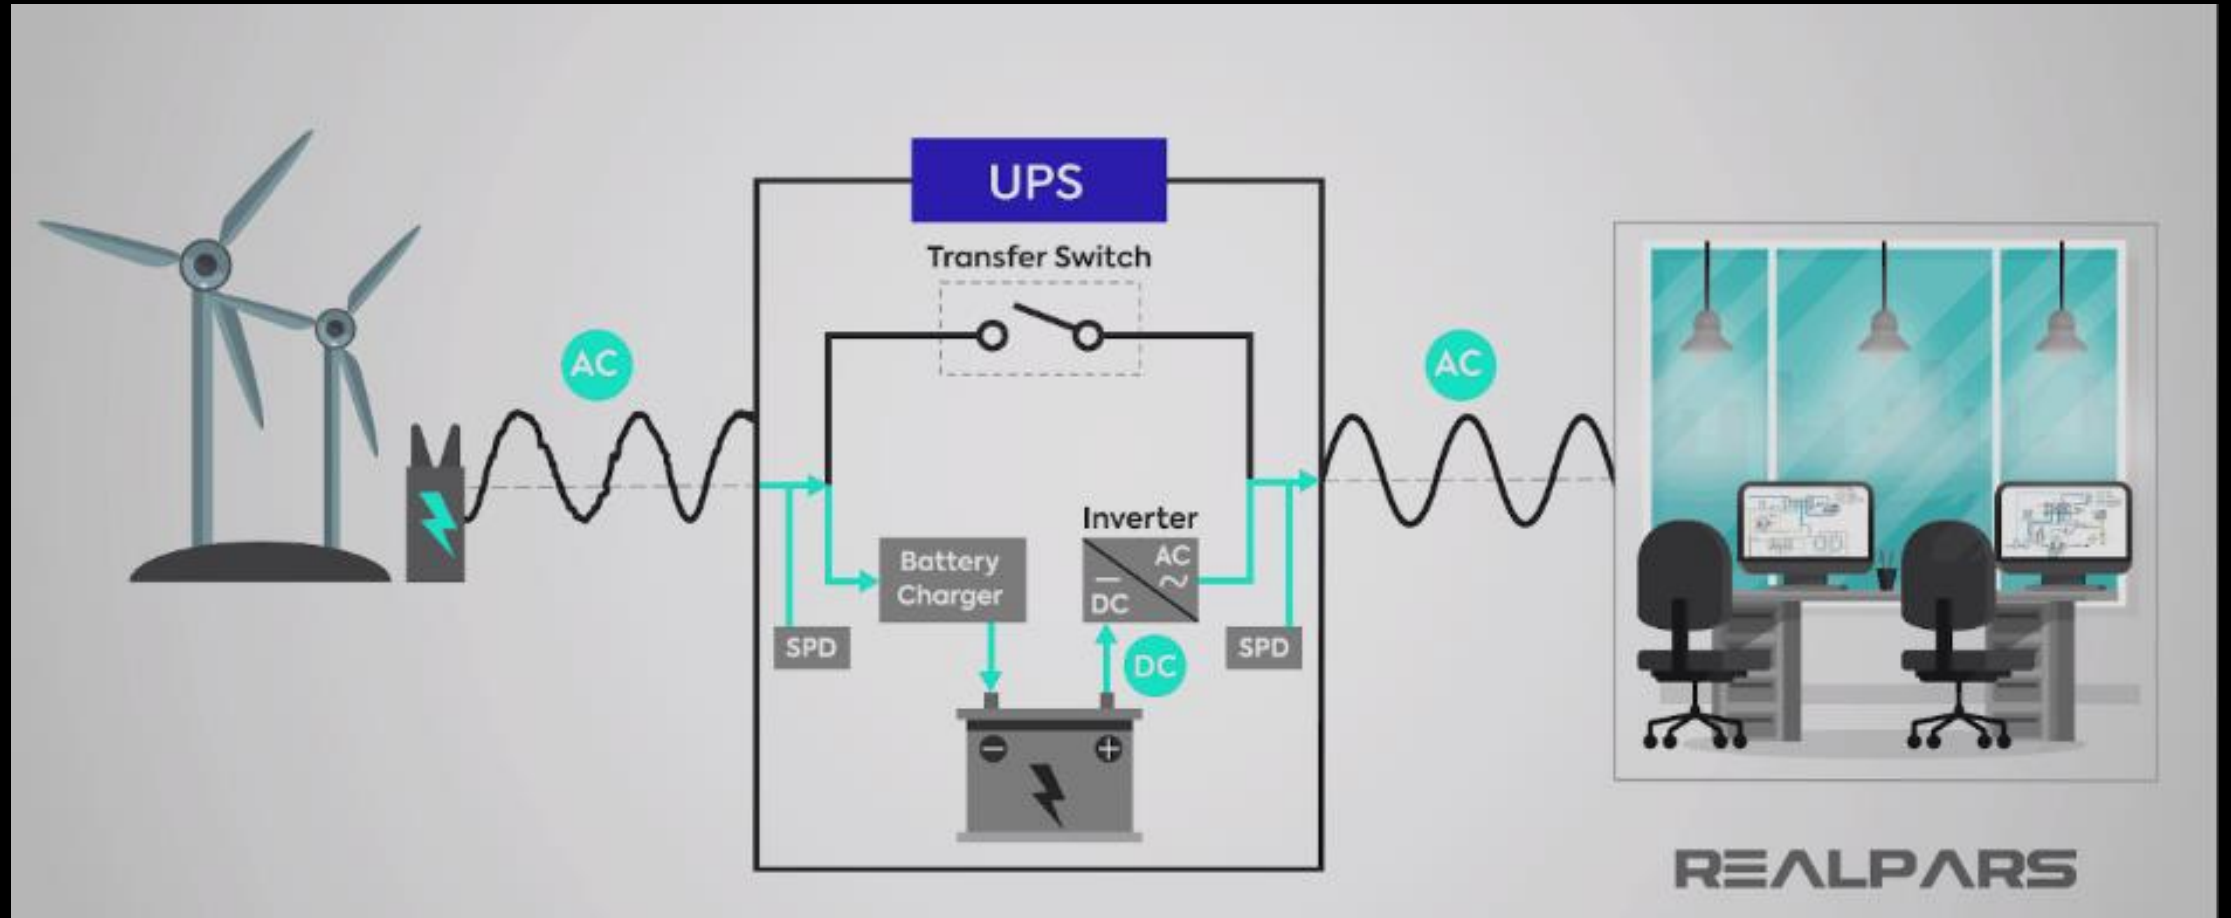 UPS
Transfer Switch
AC
AC
Inverter
AC
DC
Battery
Charger
SPD
SPD
DC
REALPARS